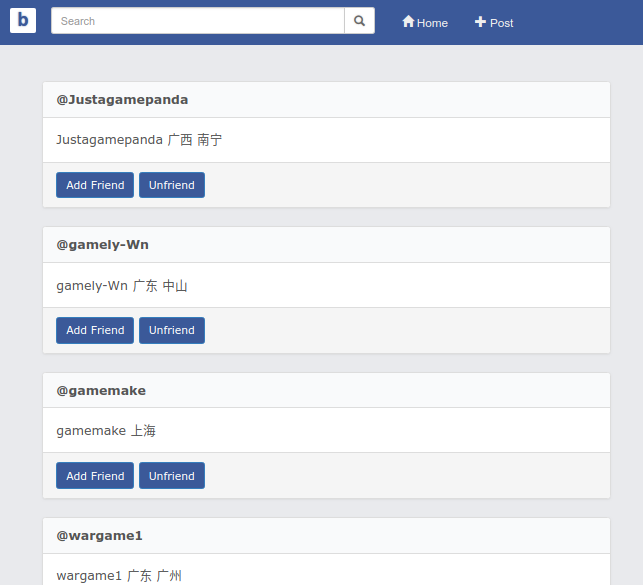 b
Search
Home
Post
@Justagamepanda
Justagamepanda 广西 南宁
Add Friend Unfriend
@gamely-Wn
gamely-Wn 广东 中山
Add Friend Unfriend
@gamemake
gamemake 上海
Add Friend Unfriend
@wargame1
wargame1 广东 广州